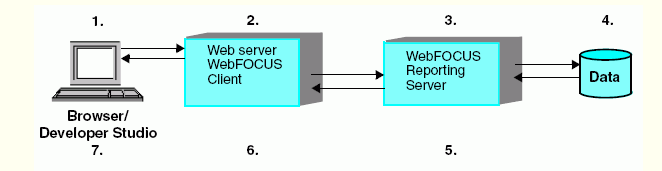 1.
2.
3.
4.
Web server
WebFOCUS
Client
WebFOCUS
Reporting
Server
Data
Browser/
Developer Studio
7.
6.
5.